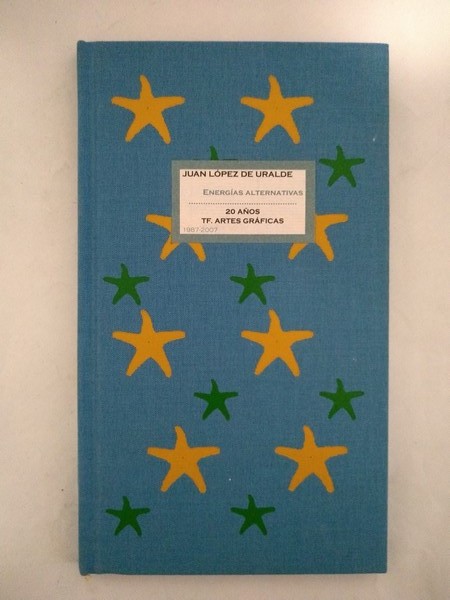 JUAN LÓPEZ DE URALDE
ENERGÍAS ALTERNATIVAS
20 AÑOS
TF. ARTES GRÁFICAS
1987-2007